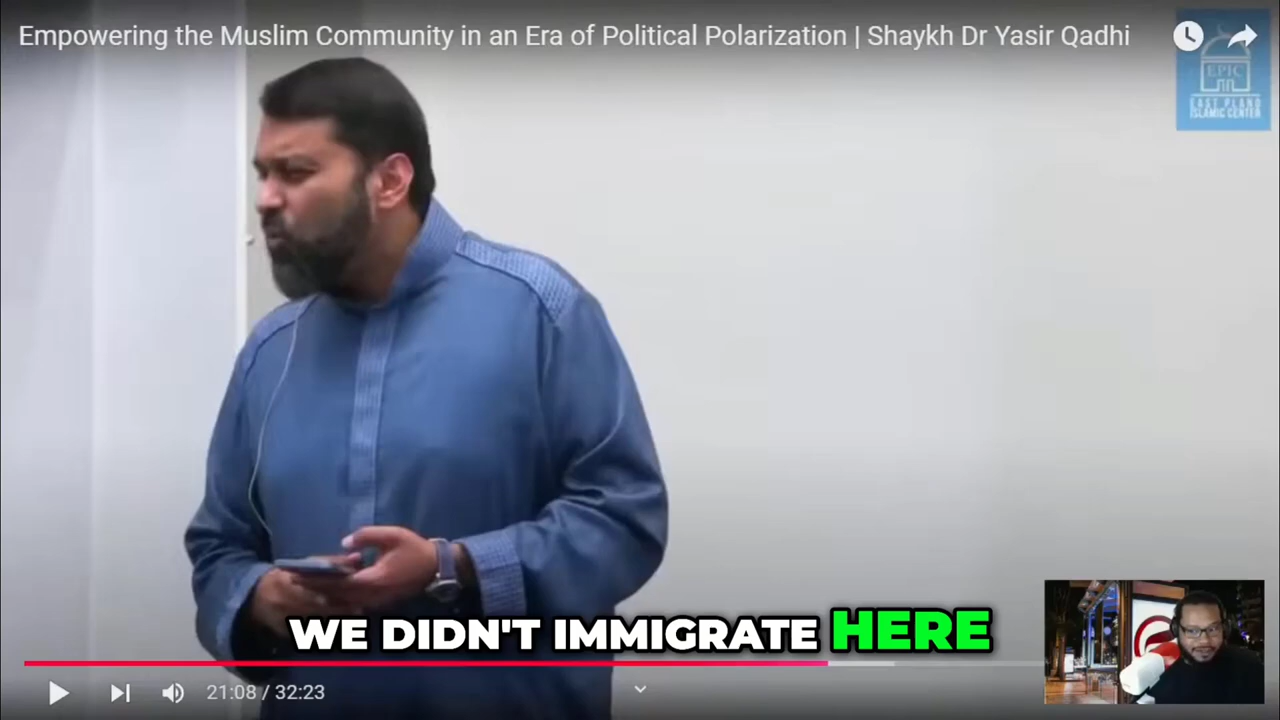 Empowering the Muslim Community in an Era of Political Polarization | Shaykh Dr Yasir Qadhi
EPIC
EAST PLANO
ISLAMIC CENTER
WE DIDN'T IMMIGRATE HERE
21:08 / 32:23